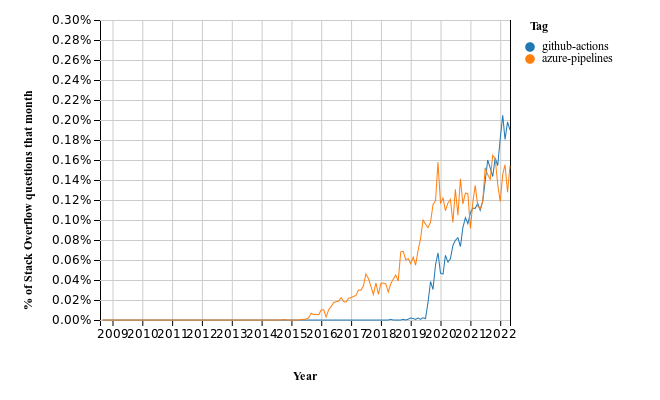 0.30%
0.28%
0.26%
0.24%
0.22%
0.20%
0.18%
0.16%
0.14%
0.12%
0.10%
0.08%
0.06%
0.04%
0.02%
0.00%
% of Stack Overflow questions that month
2009 2010 2011 2012 2013 2014 2015 2016 2017 2018 2019 2020 2021 2022
Year
Tag
github-actions
azure-pipelines